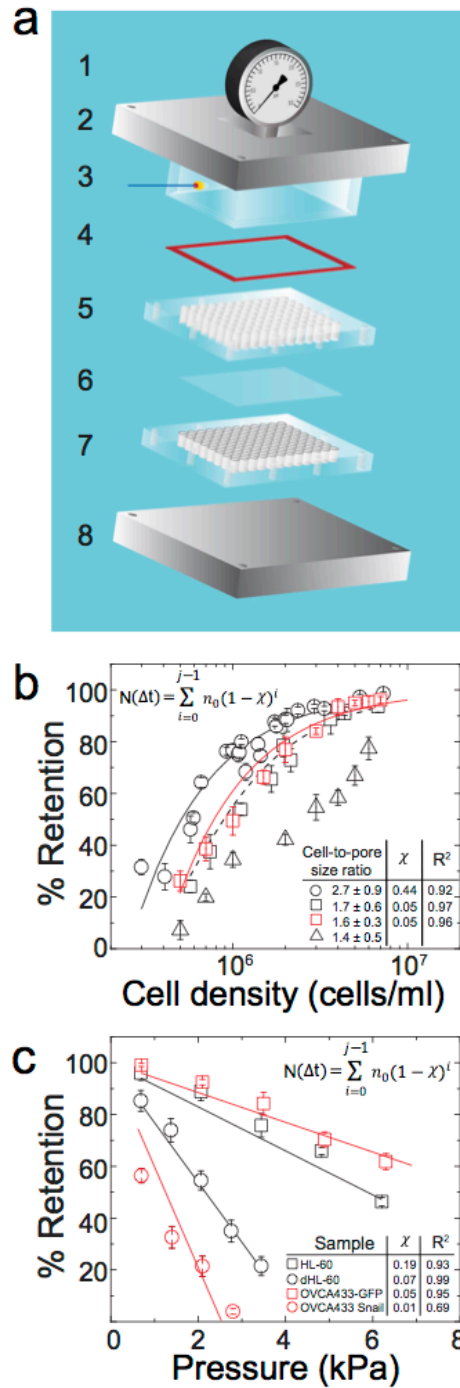 a
1
2
3
4
5
6
7
8
b
N(Δt) = ∑ n₀(1 − χ)ⁱ
j−1
i=0
% Retention
100
80
60
40
20
0
Cell-to-pore size ratio χ R²
2.7 ± 0.9 0.44 0.92
1.7 ± 0.6 0.05 0.97
1.6 ± 0.3 0.05 0.96
1.4 ± 0.5
10⁶ 10⁷
Cell density (cells/ml)
c
N(Δt) = ∑ n₀(1 − χ)ⁱ
j−1
i=0
% Retention
100
80
60
40
20
Sample χ R²
HL-60 0.19 0.93
dHL-60 0.07 0.99
OVCA433-GFP 0.05 0.95
OVCA433 Snail 0.01 0.69
0 2 4 6 8
Pressure (kPa)